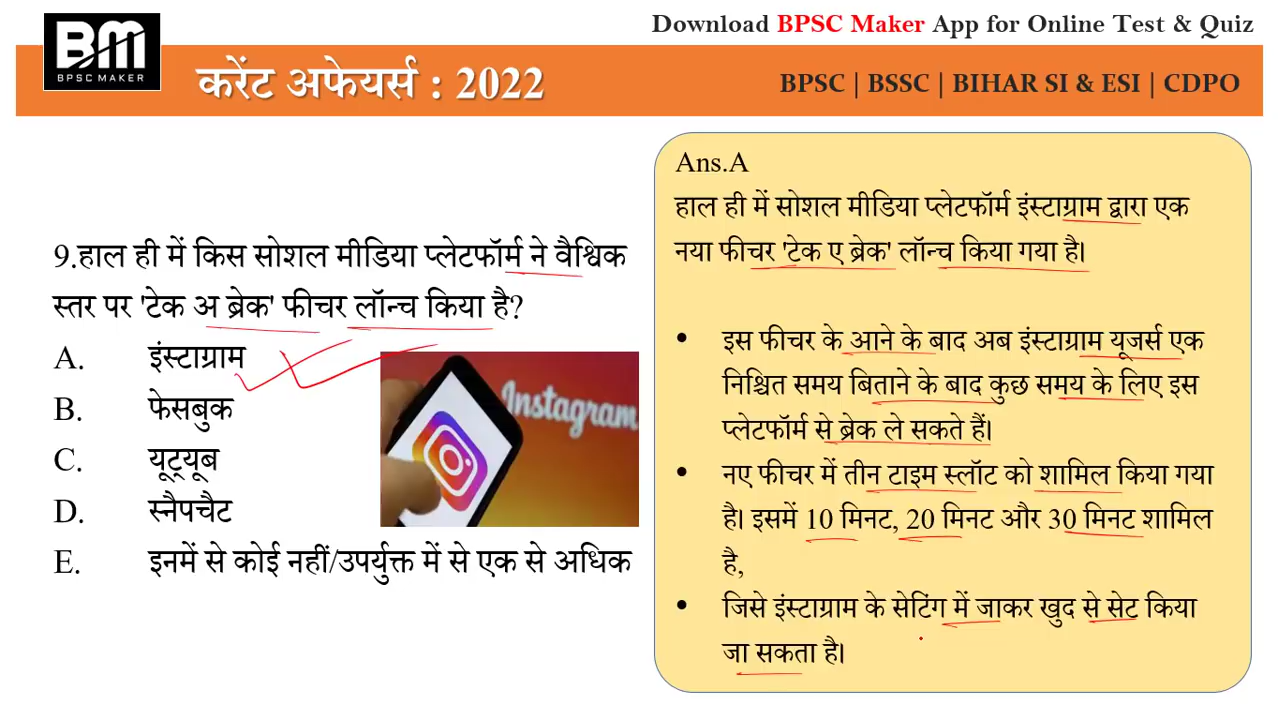 Download BPSC Maker App for Online Test & Quiz
BM
BPSC MAKER
करेंट अफेयर्स : 2022
BPSC | BSSC | BIHAR SI & ESI | CDPO
9.हाल ही में किस सोशल मीडिया प्लेटफॉर्म ने वैश्विक
स्तर पर 'टेक अ ब्रेक' फीचर लॉन्च किया है?
A. इंस्टाग्राम
B. फेसबुक
C. यूट्यूब
D. स्नैपचैट
E. इनमें से कोई नहीं/उपर्युक्त में से एक से अधिक
Instagram
Ans.A
हाल ही में सोशल मीडिया प्लेटफॉर्म इंस्टाग्राम द्वारा एक
नया फीचर 'टेक ए ब्रेक' लॉन्च किया गया है।
• इस फीचर के आने के बाद अब इंस्टाग्राम यूजर्स एक
निश्चित समय बिताने के बाद कुछ समय के लिए इस
प्लेटफॉर्म से ब्रेक ले सकते हैं।
• नए फीचर में तीन टाइम स्लॉट को शामिल किया गया
है। इसमें 10 मिनट, 20 मिनट और 30 मिनट शामिल
है,
• जिसे इंस्टाग्राम के सेटिंग में जाकर खुद से सेट किया
जा सकता है।